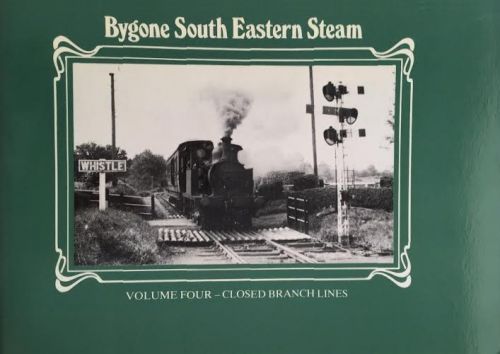 Bygone South Eastern Steam
WHISTLE
VOLUME FOUR – CLOSED BRANCH LINES